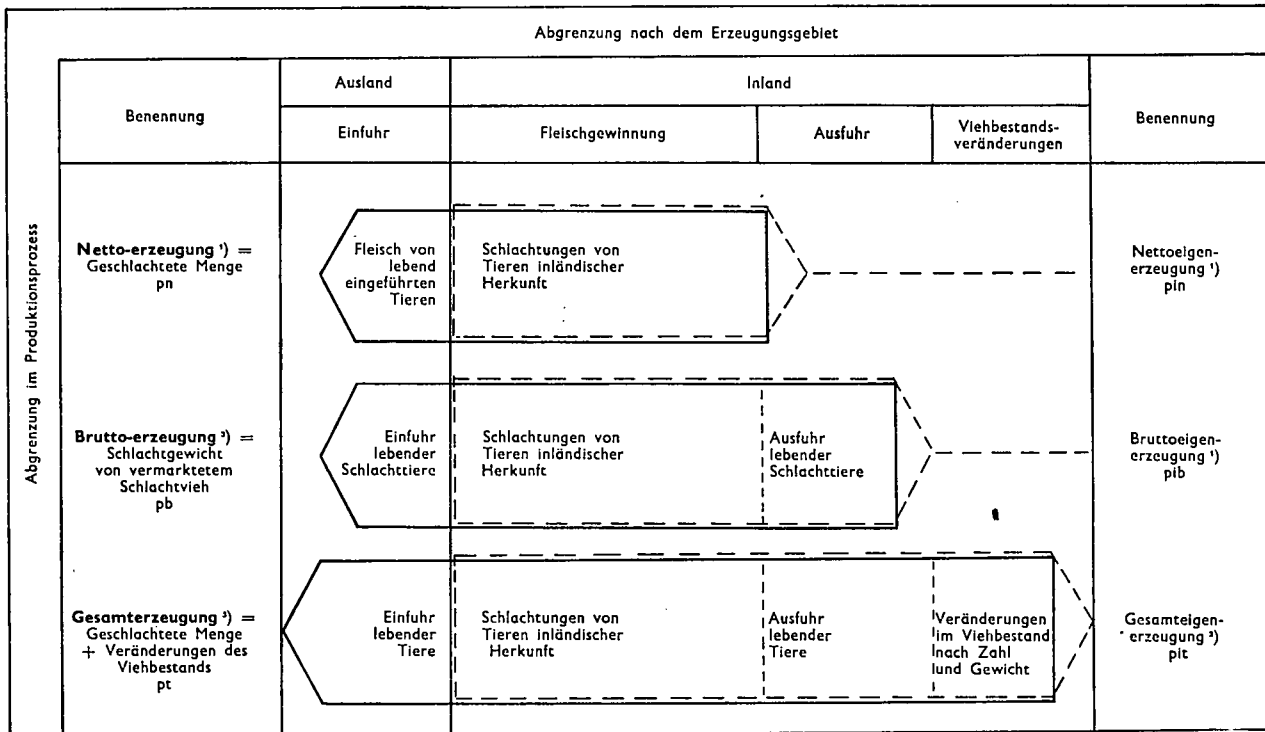 Abgrenzung nach dem Erzeugungsgebiet
Benennung
Ausland
Inland
Benennung
Einfuhr
Fleischgewinnung
Ausfuhr
Viehbestands-
veränderungen
Abgrenzung im Produktionsprozess
Netto-erzeugung ¹) =
Geschlachtete Menge
pn
Fleisch von
lebend
eingeführten
Tieren
Schlachtungen von
Tieren inländischer
Herkunft
Nettoeigen-
erzeugung ¹)
pin
Brutto-erzeugung ²) =
Schlachtgewicht
von vermarktetem
Schlachtvieh
pb
Einfuhr
lebender
Schlachttiere
Schlachtungen von
Tieren inländischer
Herkunft
Ausfuhr
lebender
Schlachttiere
Bruttoeigen-
erzeugung ¹)
pib
Gesamterzeugung ³) =
Geschlachtete Menge
+ Veränderungen des
Viehbestands
pt
Einfuhr
lebender
Tiere
Schlachtungen von
Tieren inländischer
Herkunft
Ausfuhr
lebender
Tiere
Veränderungen
im Viehbestand
nach Zahl
und Gewicht
Gesamteigen-
erzeugung ³)
pit